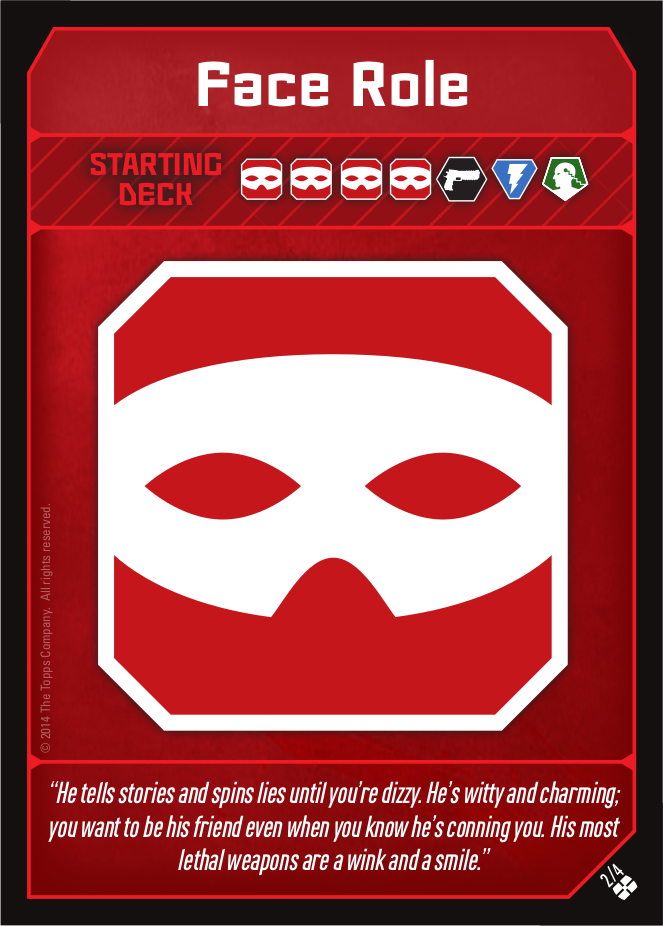 Face Role
STARTING
DECK
“He tells stories and spins lies until you’re dizzy. He’s witty and charming;
you want to be his friend even when you know he’s conning you. His most
lethal weapons are a wink and a smile.”
2/4
© 2014 The Topps Company. All rights reserved.